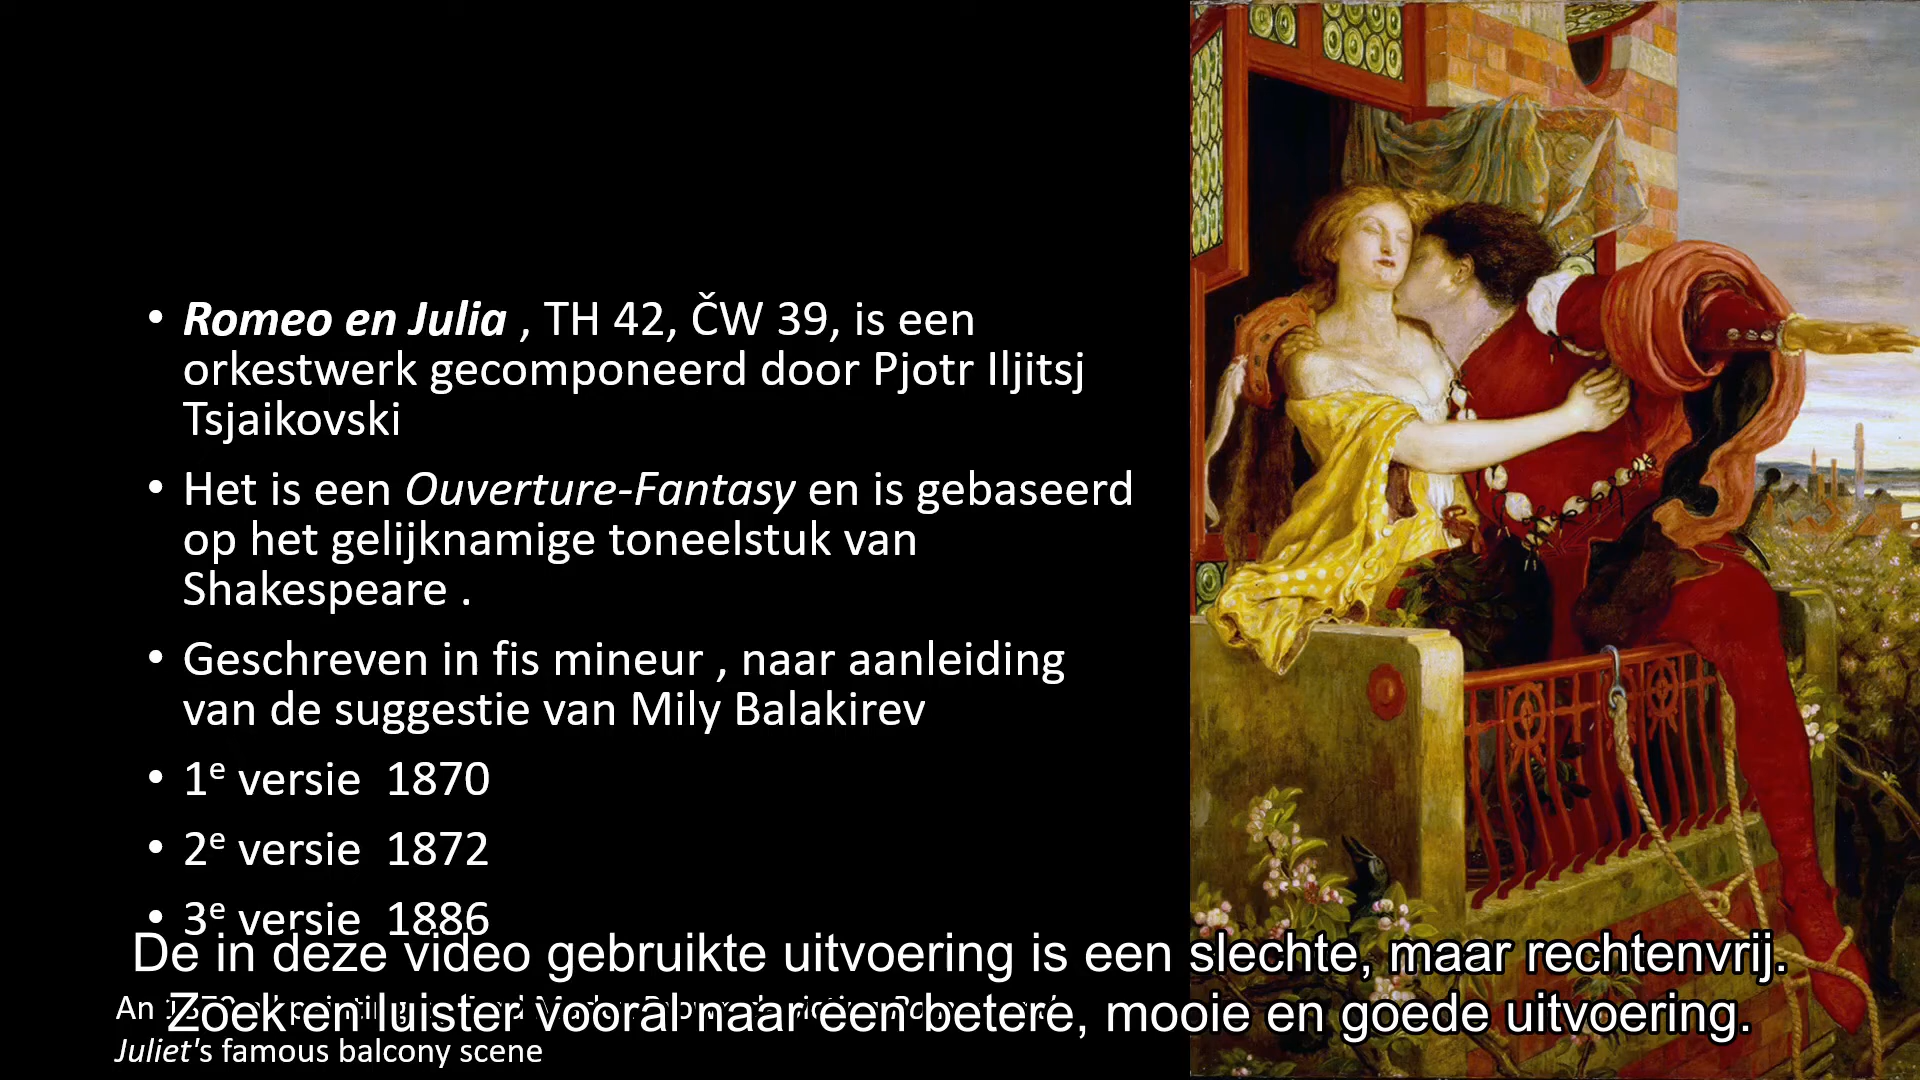 • Romeo en Julia , TH 42, ČW 39, is een
orkestwerk gecomponeerd door Pjotr Iljitsj
Tsjaikovski
• Het is een Ouverture-Fantasy en is gebaseerd
op het gelijknamige toneelstuk van
Shakespeare .
• Geschreven in fis mineur , naar aanleiding
van de suggestie van Mily Balakirev
• 1e versie 1870
• 2e versie 1872
• 3e versie 1886
De in deze video gebruikte uitvoering is een slechte, maar rechtenvrij.
Zoek en luister vooral naar een betere, mooie en goede uitvoering.
An
Juliet's famous balcony scene